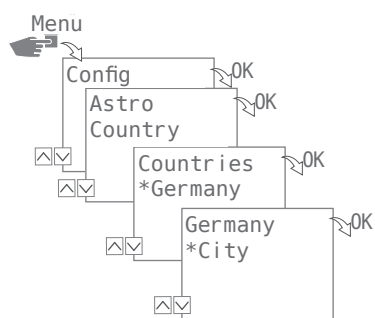 Menu
Config
OK
Astro
Country
OK
Countries
*Germany
OK
Germany
*City
OK